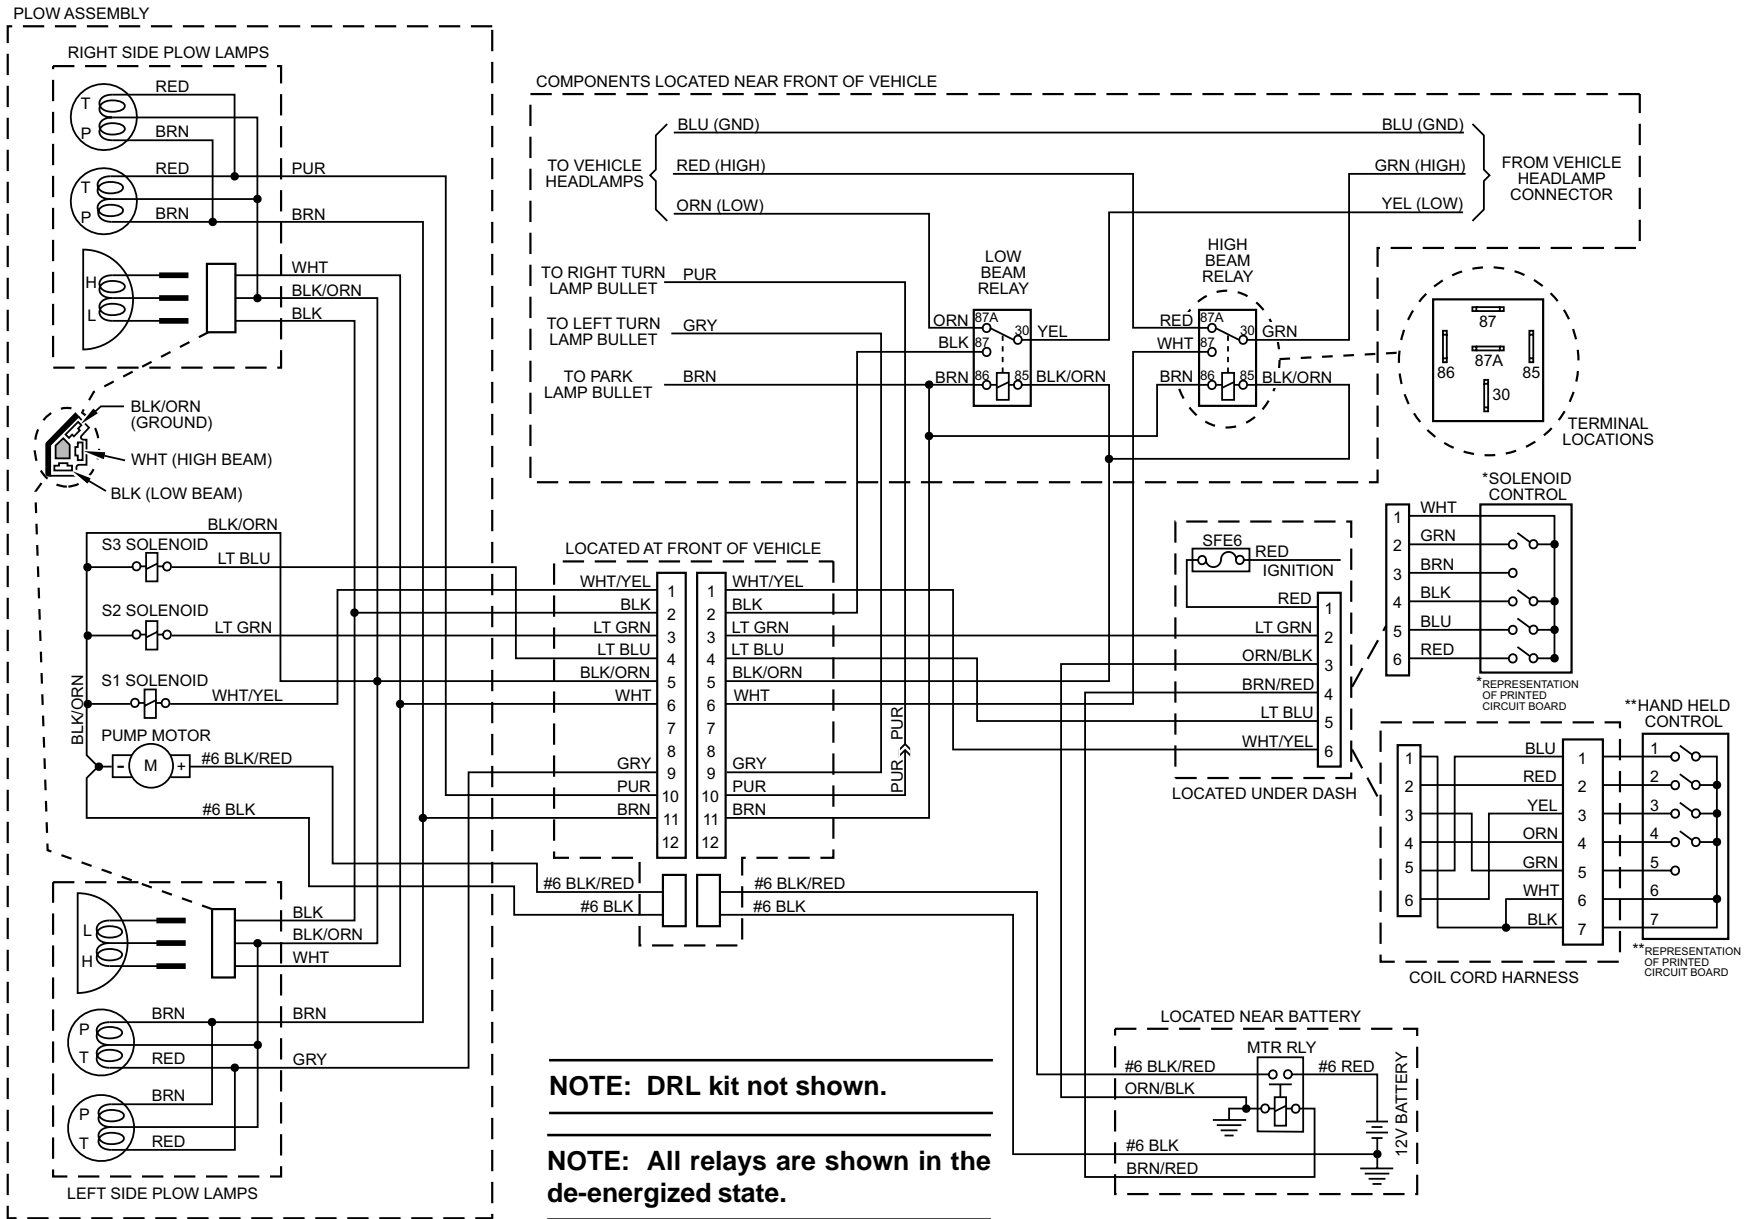 PLOW ASSEMBLY
RIGHT SIDE PLOW LAMPS
RED
T
P
BRN
RED
PUR
T
P
BRN
BRN
H
L
WHT
BLK/ORN
BLK
BLK/ORN
(GROUND)
WHT (HIGH BEAM)
BLK (LOW BEAM)
BLK/ORN
S3 SOLENOID
LT BLU
S2 SOLENOID
LT GRN
S1 SOLENOID
WHT/YEL
BLK/ORN
PUMP MOTOR
- M +
#6 BLK/RED
#6 BLK
L
H
BLK
BLK/ORN
WHT
BRN
BRN
P
T
RED
GRY
BRN
P
T
RED
LEFT SIDE PLOW LAMPS
COMPONENTS LOCATED NEAR FRONT OF VEHICLE
TO VEHICLE
HEADLAMPS
BLU (GND)
RED (HIGH)
ORN (LOW)
BLU (GND)
GRN (HIGH)
YEL (LOW)
FROM VEHICLE
HEADLAMP
CONNECTOR
TO RIGHT TURN
LAMP BULLET
PUR
TO LEFT TURN
LAMP BULLET
GRY
TO PARK
LAMP BULLET
BRN
LOW
BEAM
RELAY
ORN 87A 30 YEL
BLK 87
BRN 86 85 BLK/ORN
HIGH
BEAM
RELAY
RED 87A 30 GRN
WHT 87
BRN 86 85 BLK/ORN
87
86 87A 85
30
TERMINAL
LOCATIONS
LOCATED AT FRONT OF VEHICLE
WHT/YEL 1 1 WHT/YEL
BLK 2 2 BLK
LT GRN 3 3 LT GRN
LT BLU 4 4 LT BLU
BLK/ORN 5 5 BLK/ORN
WHT 6 6 WHT
7 7
8 8
GRY 9 9 GRY
PUR 10 10 PUR
BRN 11 11 BRN
12 12
PUR
PUR
#6 BLK/RED #6 BLK/RED
#6 BLK #6 BLK
SFE6
RED
IGNITION
RED 1
LT GRN 2
ORN/BLK 3
BRN/RED 4
LT BLU 5
WHT/YEL 6
LOCATED UNDER DASH
*SOLENOID
CONTROL
1 WHT
2 GRN
3 BRN
4 BLK
5 BLU
6 RED
*REPRESENTATION
OF PRINTED
CIRCUIT BOARD
**HAND HELD
CONTROL
1 BLU 1 1
2 RED 2 2
3 YEL 3 3
4 ORN 4 4
5 GRN 5 5
6 WHT 6 6
BLK 7 7
**REPRESENTATION
OF PRINTED
CIRCUIT BOARD
COIL CORD HARNESS
LOCATED NEAR BATTERY
MTR RLY
#6 BLK/RED
#6 RED
ORN/BLK
#6 BLK
BRN/RED
12V BATTERY
NOTE: DRL kit not shown.
NOTE: All relays are shown in the
de-energized state.